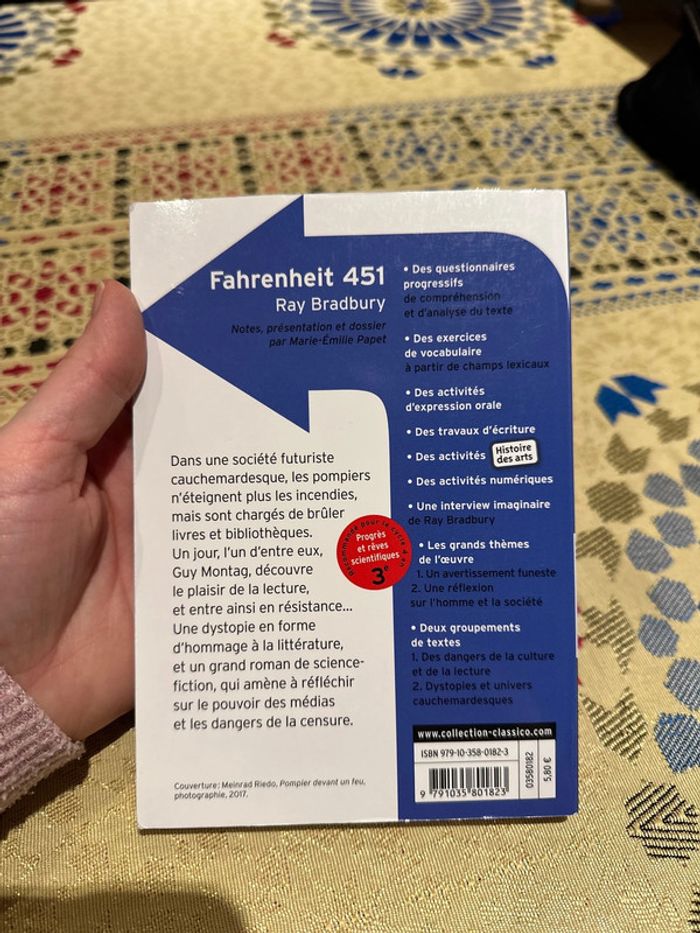 Fahrenheit 451
Ray Bradbury
Notes, présentation et dossier
par Marie-Émilie Papet
Dans une société futuriste
cauchemardesque, les pompiers
n'éteignent plus les incendies,
mais sont chargés de brûler
livres et bibliothèques.
Un jour, l'un d'entre eux,
Guy Montag, découvre
le plaisir de la lecture,
et entre ainsi en résistance...
Une dystopie en forme
d'hommage à la littérature,
et un grand roman de science-
fiction, qui amène à réfléchir
sur le pouvoir des médias
et les dangers de la censure.
Recommandé pour le cycle 4 en
Progrès
et rêves
scientifiques
3e
Couverture : Meinrad Riedo, Pompier devant un feu,
photographie, 2017.
• Des questionnaires
progressifs
de compréhension
et d'analyse du texte
• Des exercices
de vocabulaire
à partir de champs lexicaux
• Des activités
d'expression orale
• Des travaux d'écriture
• Des activités Histoire
des arts
• Des activités numériques
• Une interview imaginaire
de Ray Bradbury
• Les grands thèmes
de l'œuvre
1. Un avertissement funeste
2. Une réflexion
sur l'homme et la société
• Deux groupements
de textes
1. Des dangers de la culture
et de la lecture
2. Dystopies et univers
cauchemardesques
www.collection-classico.com
ISBN 979-10-358-0182-3
9 791035 801823
03580182
5,80 €